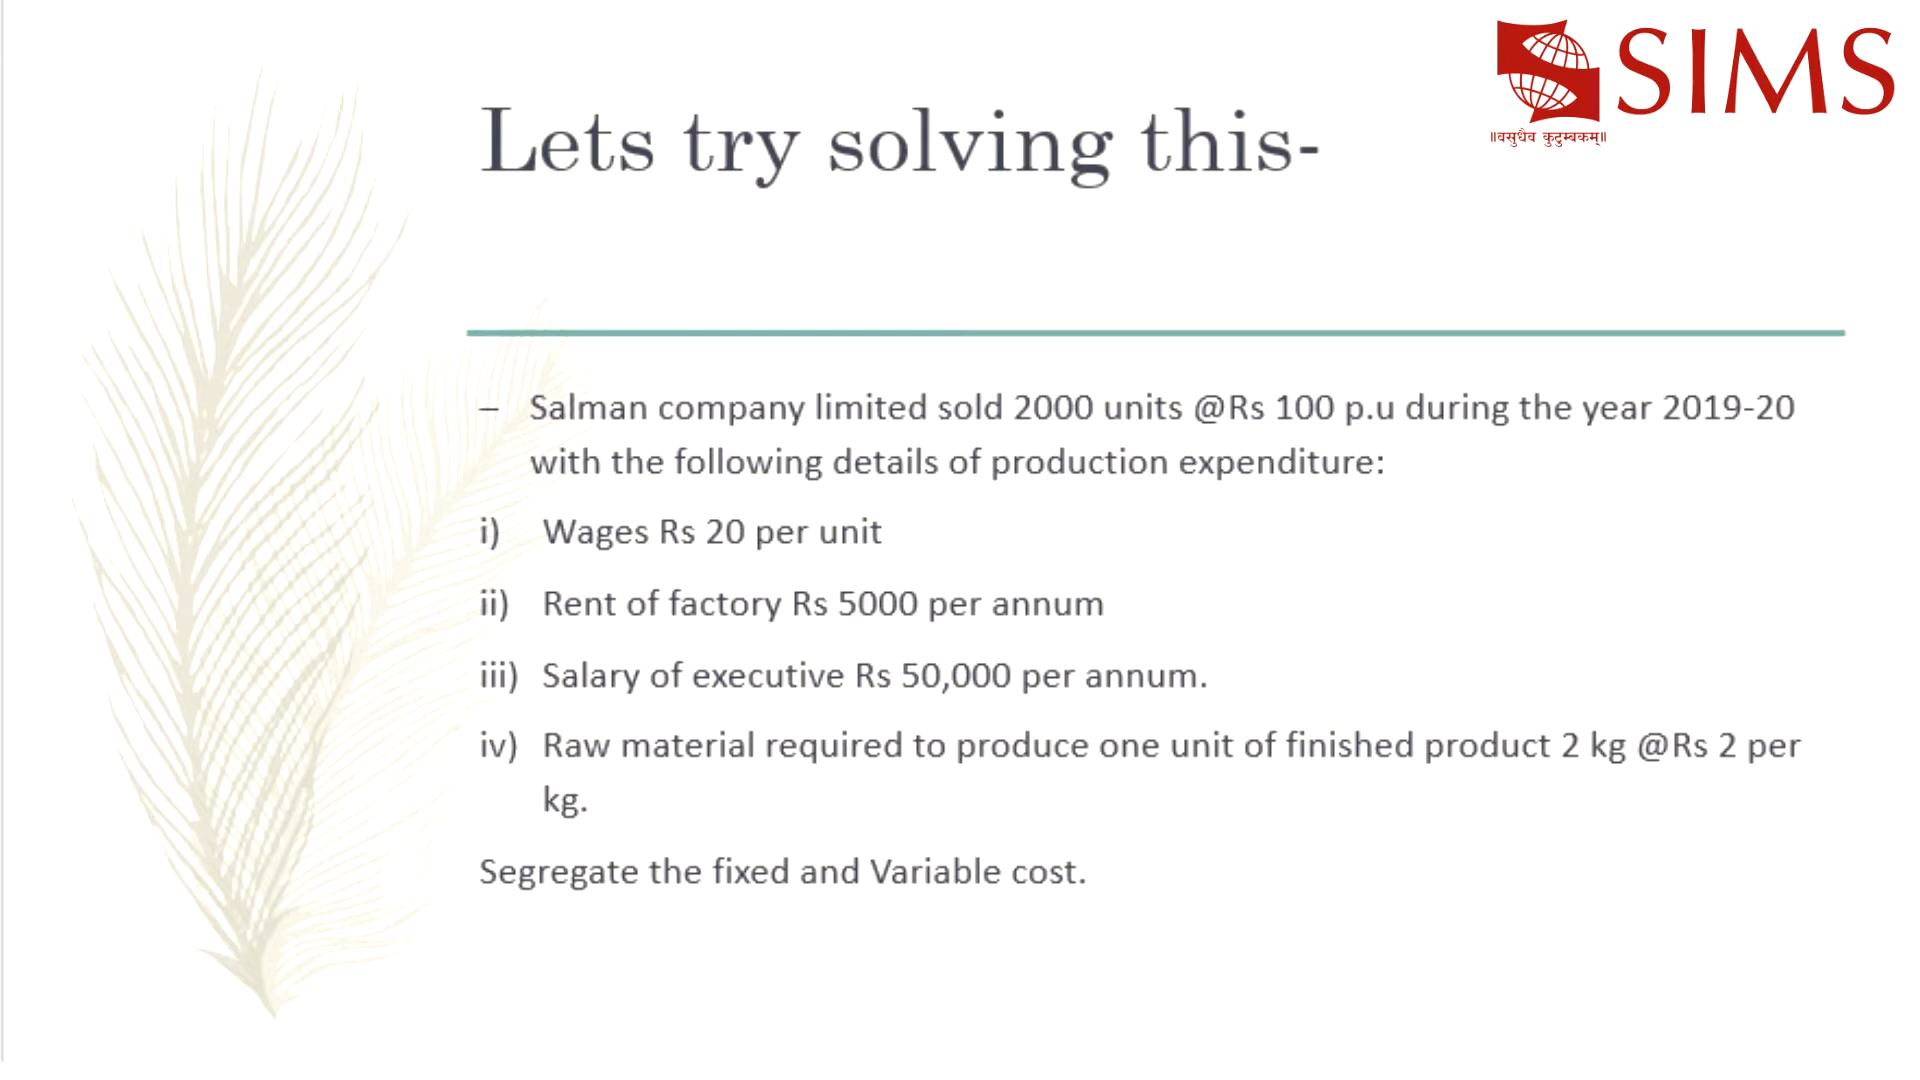 SIMS
॥वसुधैव कुटुम्बकम्॥
Lets try solving this-
– Salman company limited sold 2000 units @Rs 100 p.u during the year 2019-20
with the following details of production expenditure:
i) Wages Rs 20 per unit
ii) Rent of factory Rs 5000 per annum
iii) Salary of executive Rs 50,000 per annum.
iv) Raw material required to produce one unit of finished product 2 kg @Rs 2 per
kg.
Segregate the fixed and Variable cost.